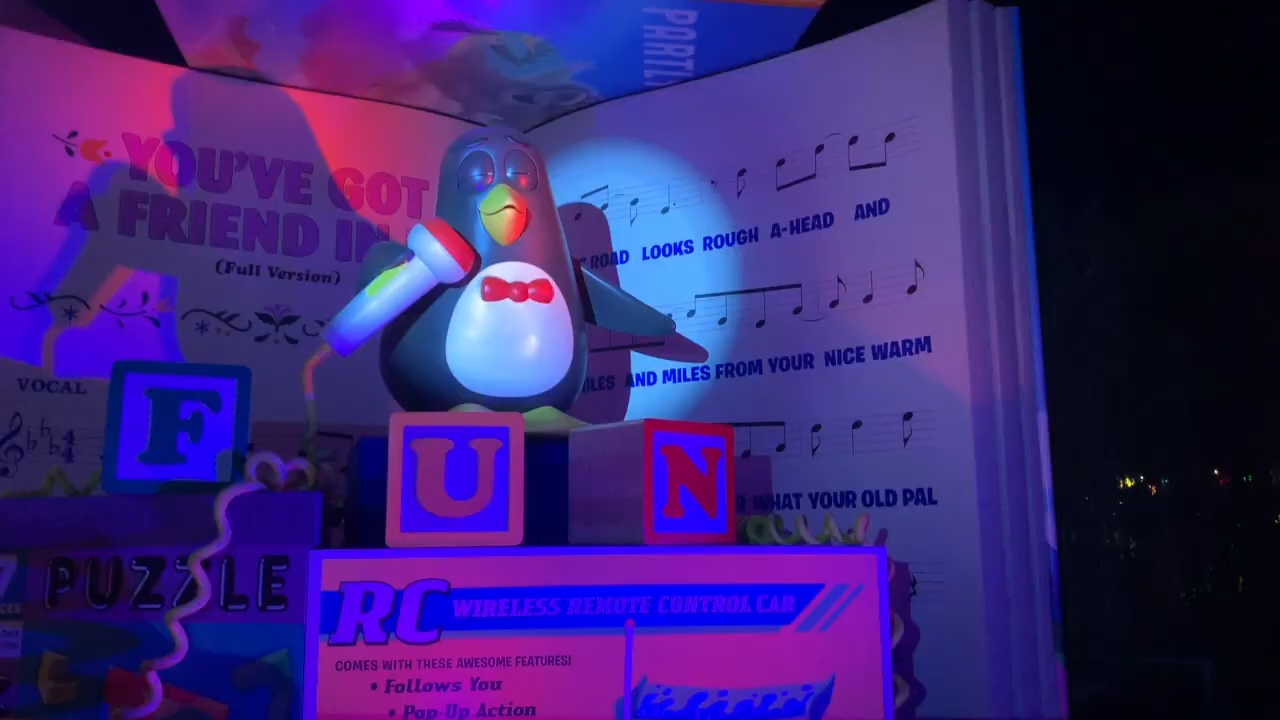 PARTL
YOU'VE GOT
A FRIEND IN
(Full Version)
VOCAL
ROAD LOOKS ROUGH A-HEAD AND
AND MILES FROM YOUR NICE WARM
WHAT YOUR OLD PAL
F
U
N
PUZZLE
RC WIRELESS REMOTE CONTROL CAR
COMES WITH THESE AWESOME FEATURES!
• Follows You
• Pop-Up Action